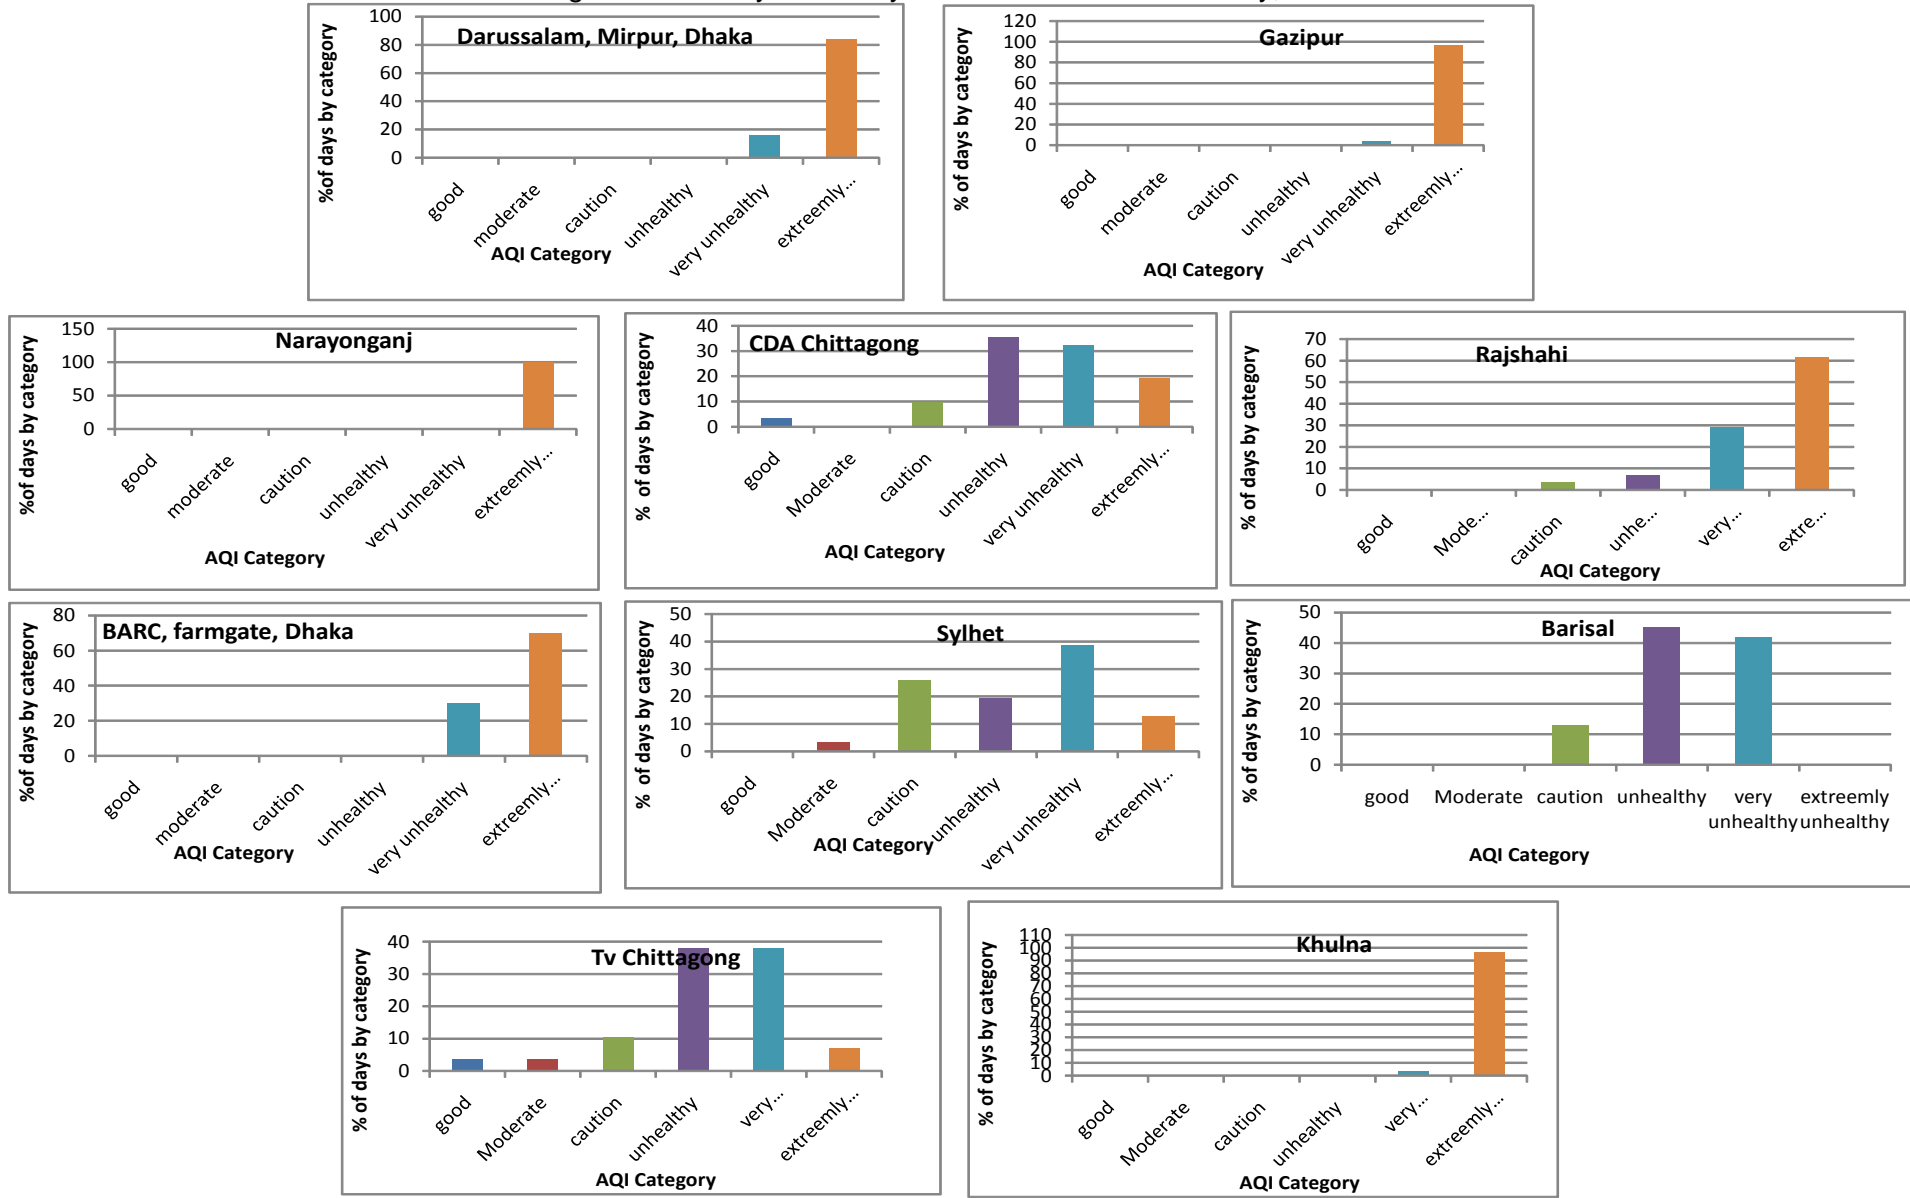 Darussalam, Mirpur, Dhaka
%of days by category
100
80
60
40
20
0
good
moderate
caution
unhealthy
very unhealthy
extreemly...
AQI Category
Gazipur
% of days by category
120
100
80
60
40
20
0
good
moderate
caution
unhealthy
very unhealthy
extreemly...
AQI Category
Narayonganj
%of days by category
150
100
50
0
good
moderate
caution
unhealthy
very unhealthy
extreemly...
AQI Category
CDA Chittagong
% of days by category
40
30
20
10
0
good
Moderate
caution
unhealthy
very unhealthy
extreemly...
AQI Category
Rajshahi
% of days by category
70
60
50
40
30
20
10
0
good
Mode...
caution
unhe...
very...
extre...
AQI Category
BARC, farmgate, Dhaka
%of days by category
80
60
40
20
0
good
moderate
caution
unhealthy
very unhealthy
extreemly...
AQI Category
Sylhet
% of days by category
50
40
30
20
10
0
good
Moderate
caution
unhealthy
very unhealthy
extreemly...
AQI Category
Barisal
% of days by category
50
40
30
20
10
0
good Moderate caution unhealthy very extreemly
unhealthy unhealthy
AQI Category
Tv Chittagong
% of days by category
40
30
20
10
0
good
Moderate
caution
unhealthy
very...
extreemly...
AQI Category
Khulna
% of days by category
110
100
90
80
70
60
50
40
30
20
10
0
good
Moderate
caution
unhealthy
very...
extreemly...
AQI Category